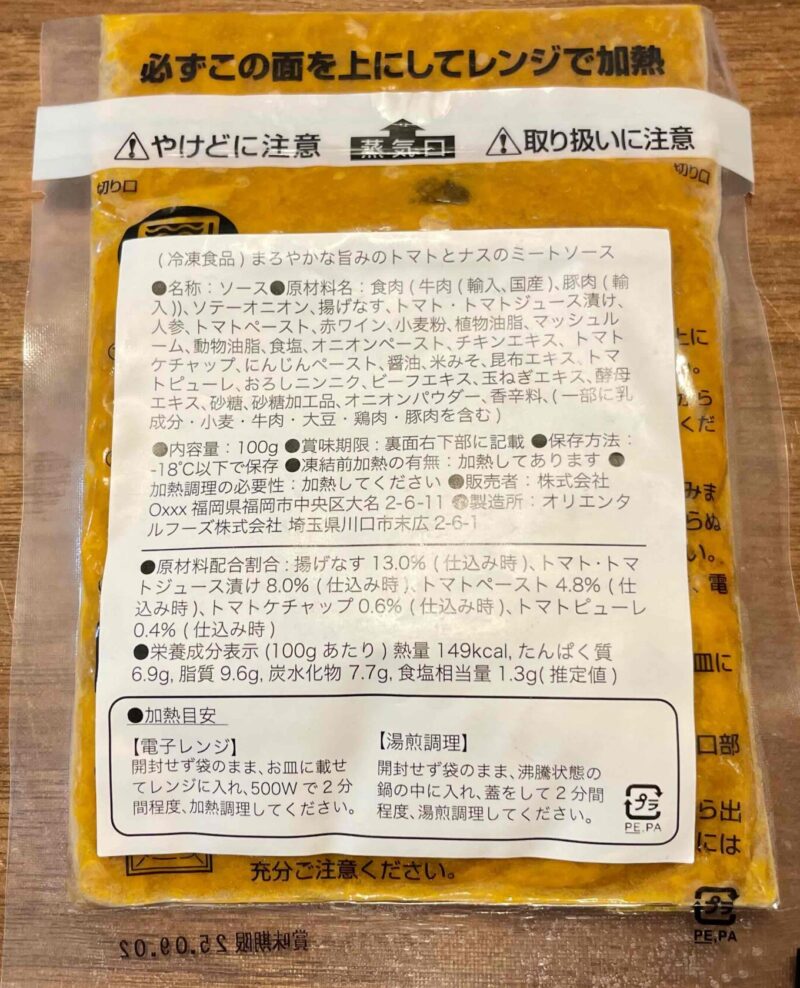 必ずこの面を上にしてレンジで加熱
⚠やけどに注意 蒸気口 ⚠取り扱いに注意
切り口 切り口
(冷凍食品)まろやかな旨みのトマトとナスのミートソース
●名称：ソース●原材料名：食肉(牛肉(輸入、国産)、豚肉(輸
入))、ソテーオニオン、揚げなす、トマト・トマトジュース漬け、
人参、トマトペースト、赤ワイン、小麦粉、植物油脂、マッシュル
ーム、動物油脂、食塩、オニオンペースト、チキンエキス、トマト
ケチャップ、にんじんペースト、醤油、米みそ、昆布エキス、トマ
トピューレ、おろしニンニク、ビーフエキス、玉ねぎエキス、酵母
エキス、砂糖、砂糖加工品、オニオンパウダー、香辛料、(一部に乳
成分・小麦・牛肉・大豆・鶏肉・豚肉を含む)
●内容量：100g ●賞味期限：裏面右下部に記載 ●保存方法：
-18℃以下で保存 ●凍結前加熱の有無：加熱してあります ●
加熱調理の必要性：加熱してください ●販売者：株式会社
Oxxx 福岡県福岡市中央区大名 2-6-11 ●製造所：オリエンタ
ルフーズ株式会社 埼玉県川口市末広 2-6-1
●原材料配合割合：揚げなす 13.0% (仕込み時)、トマト・トマ
トジュース漬け 8.0% (仕込み時)、トマトペースト 4.8% (仕
込み時)、トマトケチャップ 0.6% (仕込み時)、トマトピューレ
0.4% (仕込み時)
●栄養成分表示 (100g あたり) 熱量 149kcal, たんぱく質
6.9g, 脂質 9.6g, 炭水化物 7.7g, 食塩相当量 1.3g(推定値)
●加熱目安
【電子レンジ】
開封せず袋のまま、お皿に載せ
てレンジに入れ、500W で 2 分
間程度、加熱調理してください。
【湯煎調理】
開封せず袋のまま、沸騰状態の
鍋の中に入れ、蓋をして 2 分間
程度、湯煎調理してください。
プラ
PE,PA
上に
。
から
くだ
みま
らぬ
い。
、電
皿に
口部
ら出
には
充分ご注意ください。
プラ
PE,PA
賞味期限 25.09.02